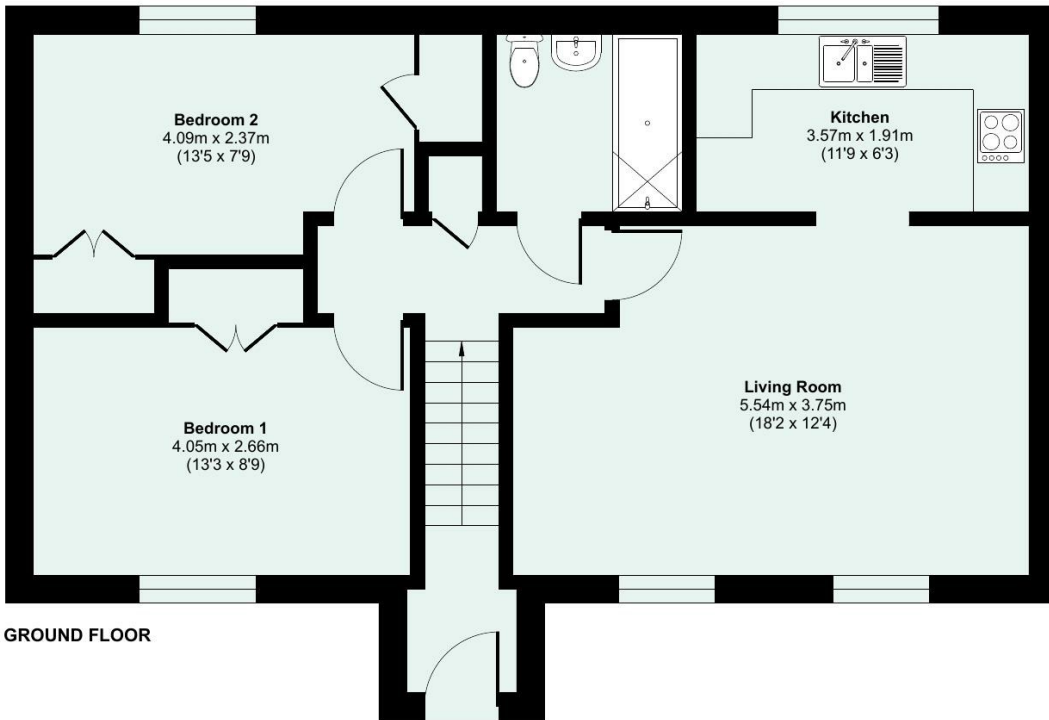 Bedroom 2
4.09m x 2.37m
(13'5 x 7'9)
Kitchen
3.57m x 1.91m
(11'9 x 6'3)
Living Room
5.54m x 3.75m
(18'2 x 12'4)
Bedroom 1
4.05m x 2.66m
(13'3 x 8'9)
GROUND FLOOR